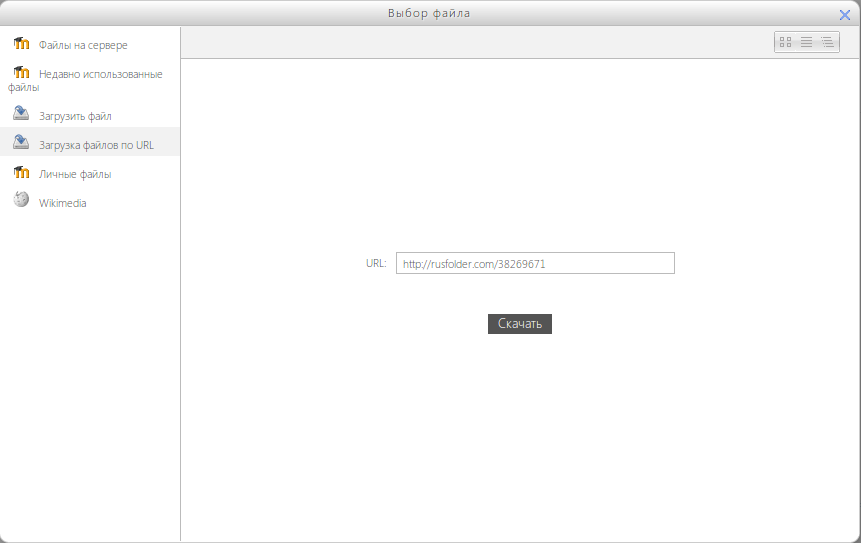 Выбор файла
Файлы на сервере
Недавно использованные
файлы
Загрузить файл
Загрузка файлов по URL
Личные файлы
Wikimedia
URL: http://rusfolder.com/38269671
Скачать